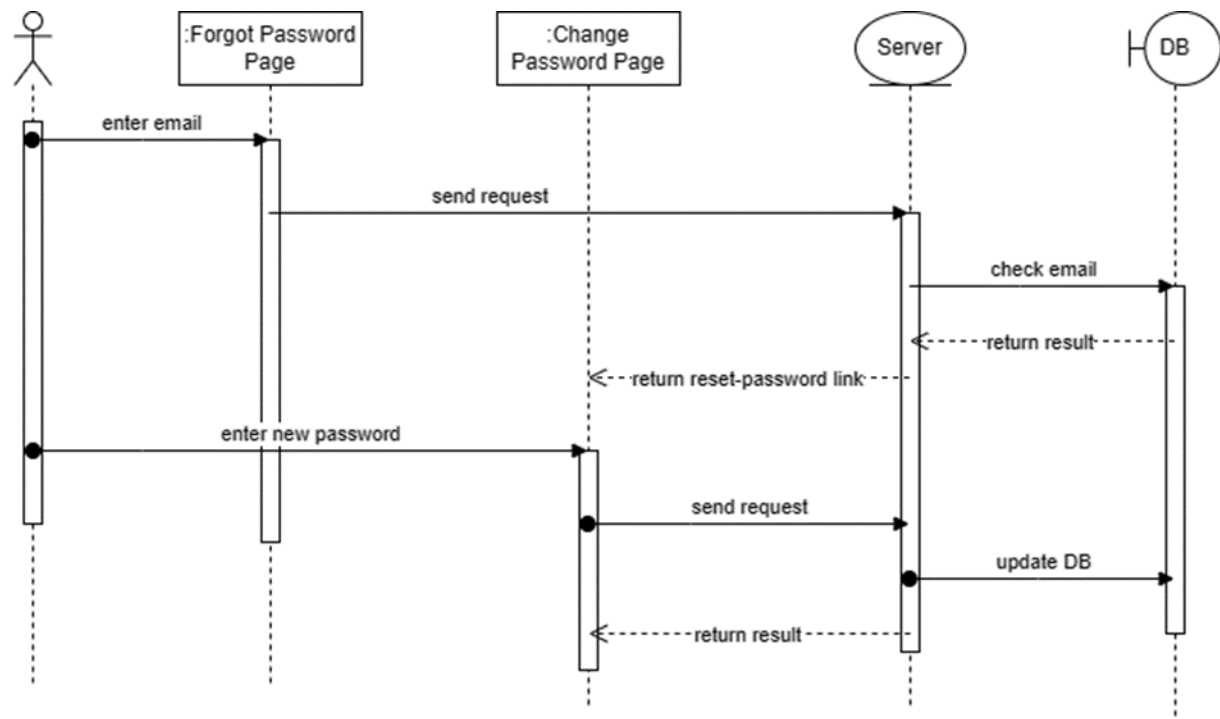 :Forgot Password
Page
:Change
Password Page
Server
DB
enter email
send request
check email
return result
return reset-password link
enter new password
send request
update DB
return result